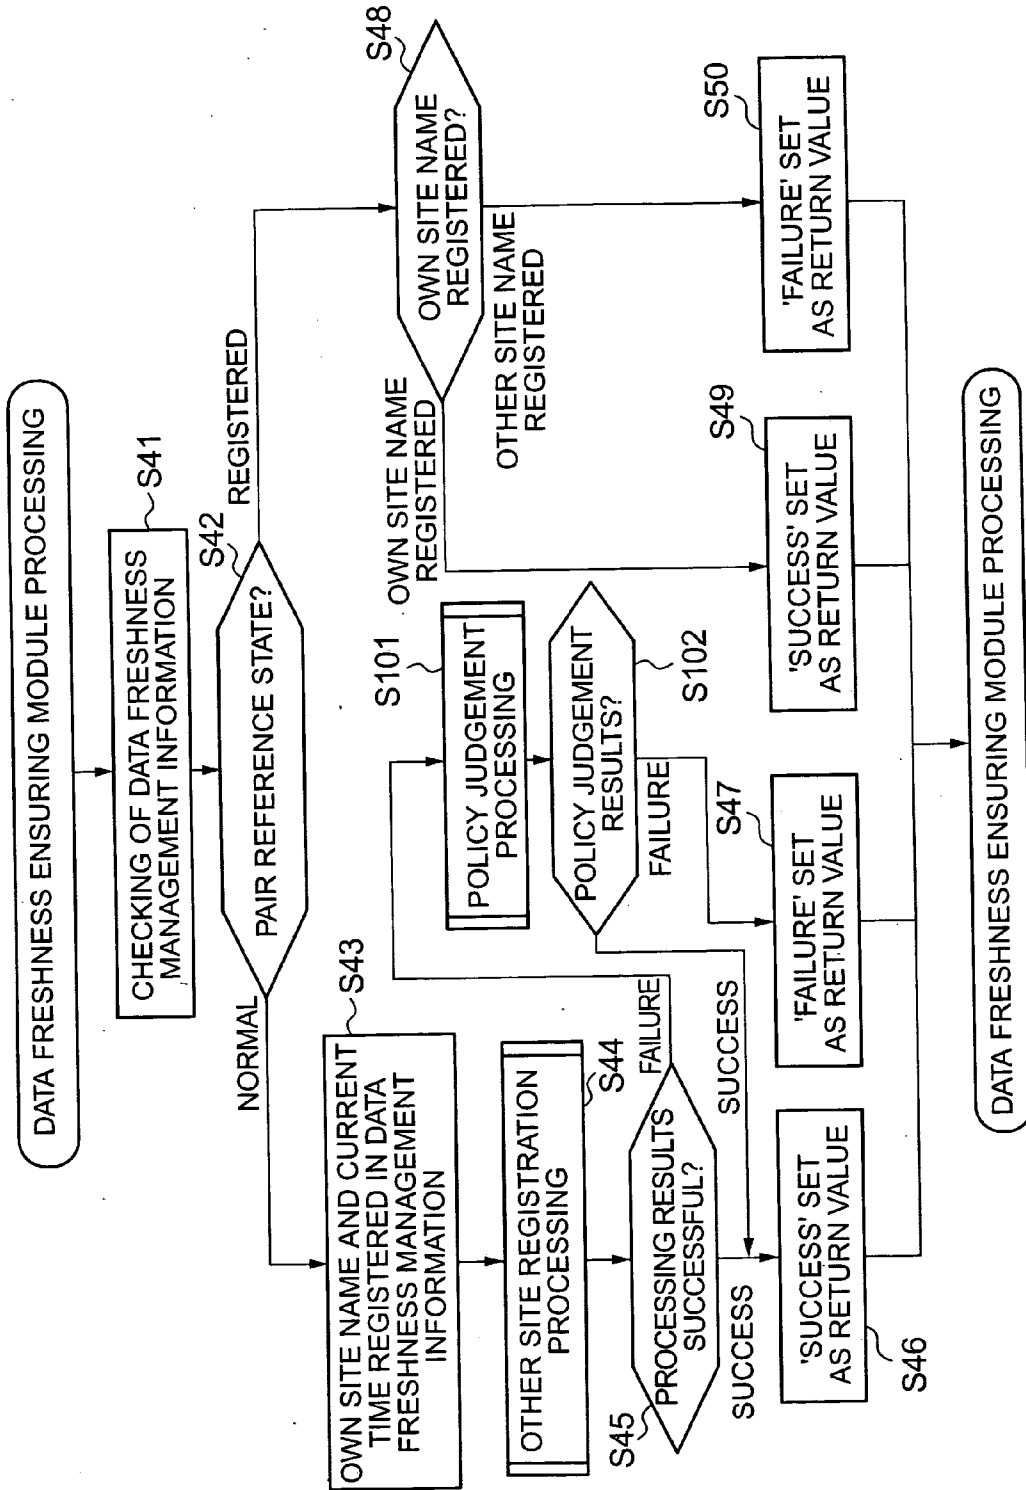 DATA FRESHNESS ENSURING MODULE PROCESSING
S41
CHECKING OF DATA FRESHNESS
MANAGEMENT INFORMATION
S42
PAIR REFERENCE STATE?
NORMAL
REGISTERED
S43
OWN SITE NAME AND CURRENT
TIME REGISTERED IN DATA
FRESHNESS MANAGEMENT
INFORMATION
S44
OTHER SITE REGISTRATION
PROCESSING
S45
PROCESSING RESULTS
SUCCESSFUL?
FAILURE
SUCCESS
S101
POLICY JUDGEMENT
PROCESSING
S102
POLICY JUDGEMENT
RESULTS?
SUCCESS
FAILURE
S48
OWN SITE NAME
REGISTERED?
OWN SITE NAME
REGISTERED
OTHER SITE NAME
REGISTERED
S46
'SUCCESS' SET
AS RETURN VALUE
S47
'FAILURE' SET
AS RETURN VALUE
S49
'SUCCESS' SET
AS RETURN VALUE
S50
'FAILURE' SET
AS RETURN VALUE
DATA FRESHNESS ENSURING MODULE PROCESSING